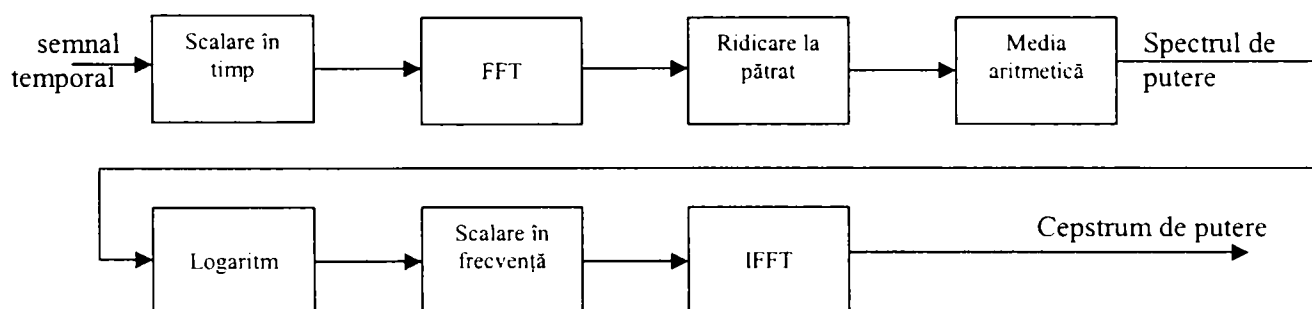 semnal
temporal
Scalare în
timp
FFT
Ridicare la
pătrat
Media
aritmetică
Spectrul de
putere
Logaritm
Scalare în
frecvență
IFFT
Cepstrum de putere